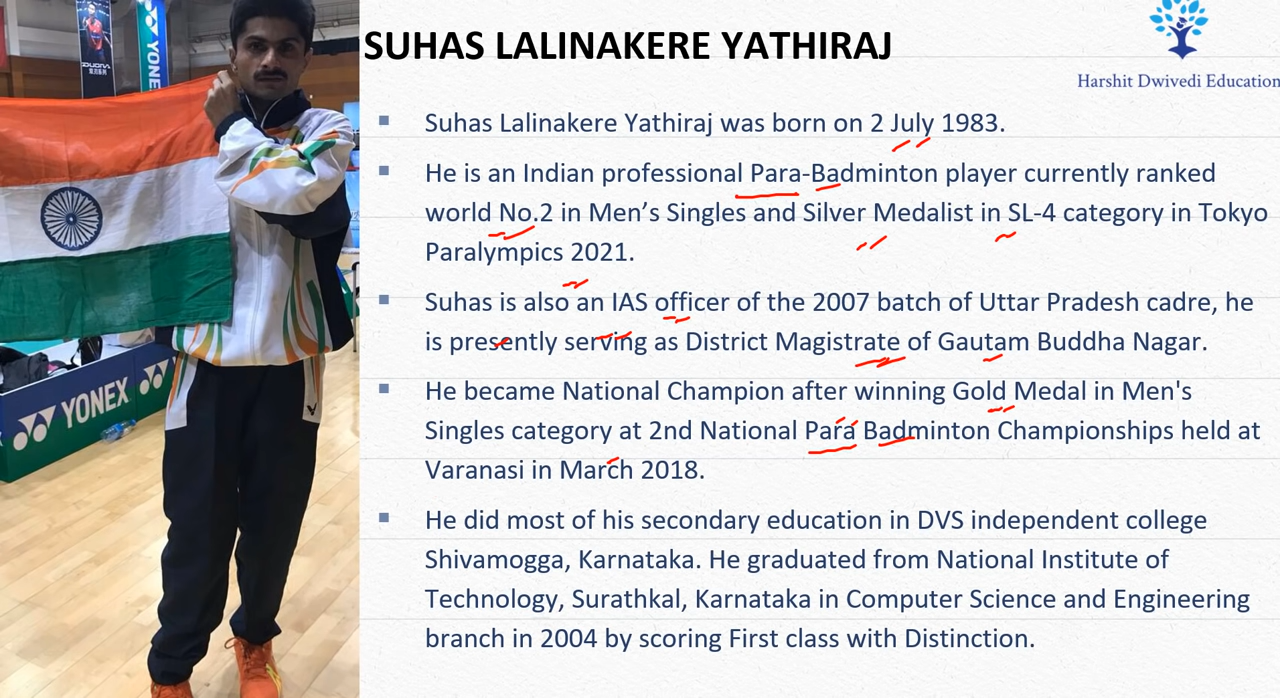 SUHAS LALINAKERE YATHIRAJ
Harshit Dwivedi Education
Suhas Lalinakere Yathiraj was born on 2 July 1983.
He is an Indian professional Para-Badminton player currently ranked
world No.2 in Men’s Singles and Silver Medalist in SL-4 category in Tokyo
Paralympics 2021.
Suhas is also an IAS officer of the 2007 batch of Uttar Pradesh cadre, he
is presently serving as District Magistrate of Gautam Buddha Nagar.
He became National Champion after winning Gold Medal in Men's
Singles category at 2nd National Para Badminton Championships held at
Varanasi in March 2018.
He did most of his secondary education in DVS independent college
Shivamogga, Karnataka. He graduated from National Institute of
Technology, Surathkal, Karnataka in Computer Science and Engineering
branch in 2004 by scoring First class with Distinction.
YONEX